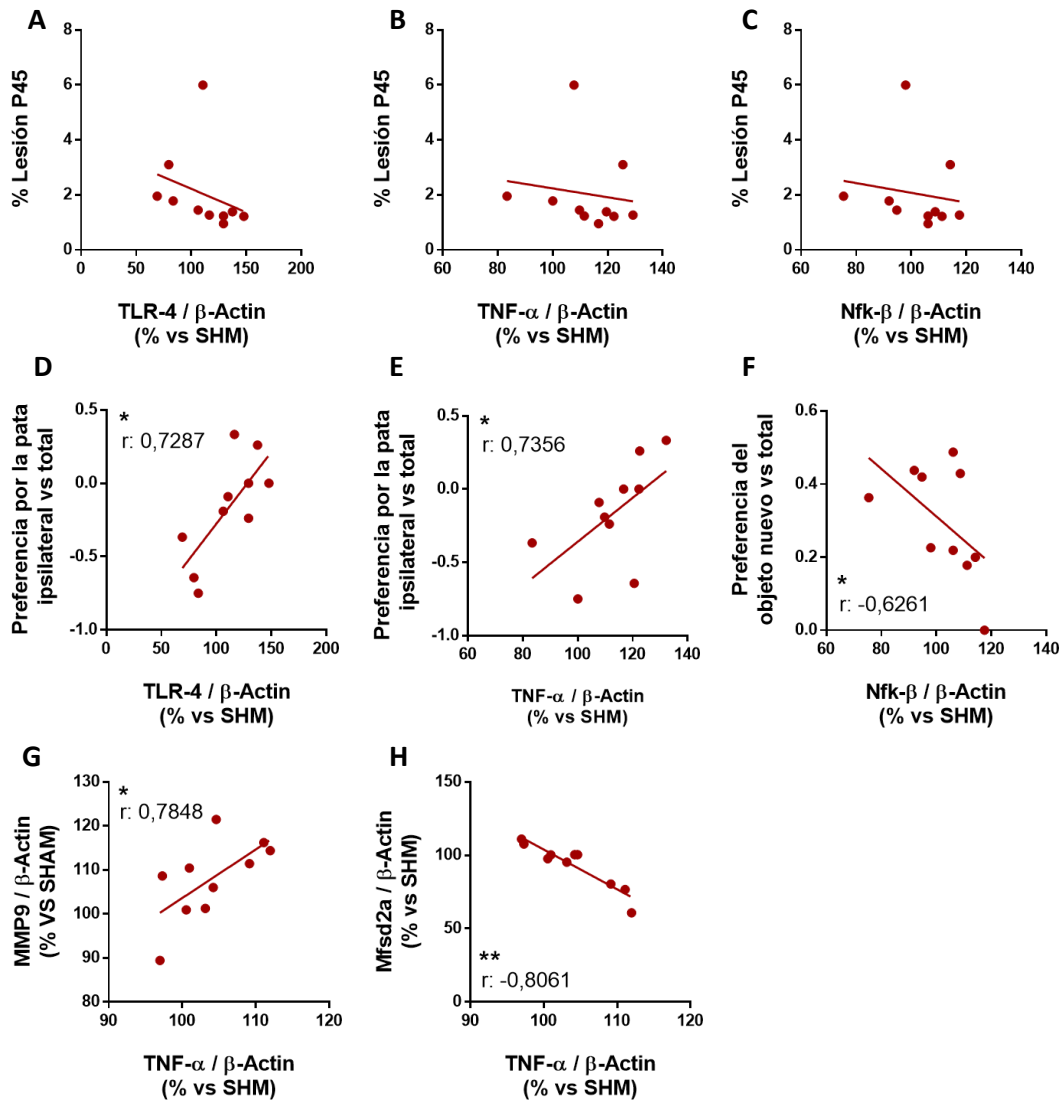 A
% Lesión P45
8
6
4
2
0
0
50
100
150
200
TLR-4 / β-Actin
(% vs SHM)
B
% Lesión P45
8
6
4
2
0
60
80
100
120
140
TNF-α / β-Actin
(% vs SHM)
C
% Lesión P45
8
6
4
2
0
60
80
100
120
140
Nfk-β / β-Actin
(% vs SHM)
D
Preferencia por la pata
ipsilateral vs total
*
r: 0,7287
0.5
0.0
-0.5
-1.0
0
50
100
150
200
TLR-4 / β-Actin
(% vs SHM)
E
Preferencia por la pata
ipsilateral vs total
*
r: 0,7356
0.5
0.0
-0.5
-1.0
60
80
100
120
140
TNF-α / β-Actin
(% vs SHM)
F
Preferencia del
objeto nuevo vs total
0.6
0.4
0.2
0.0
*
r: -0,6261
60
80
100
120
140
Nfk-β / β-Actin
(% vs SHM)
G
MMP9 / β-Actin
(% VS SHAM)
*
r: 0,7848
130
120
110
100
90
80
90
100
110
120
TNF-α / β-Actin
(% vs SHM)
H
Mfsd2a / β-Actin
(% vs SHM)
150
100
50
0
**
r: -0,8061
90
100
110
120
TNF-α / β-Actin
(% vs SHM)